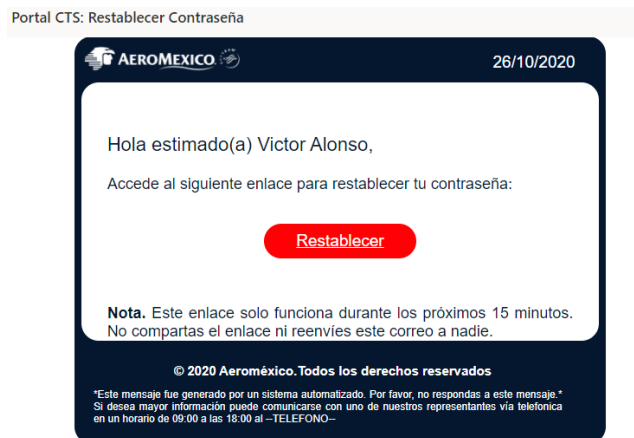 Portal CTS: Restablecer Contraseña
AEROMEXICO.
26/10/2020
Hola estimado(a) Victor Alonso,
Accede al siguiente enlace para restablecer tu contraseña:
Restablecer
Nota. Este enlace solo funciona durante los próximos 15 minutos.
No compartas el enlace ni reenvíes este correo a nadie.
© 2020 Aeroméxico.Todos los derechos reservados
*Este mensaje fue generado por un sistema automatizado. Por favor, no respondas a este mensaje.*
Si desea mayor información puede comunicarse con uno de nuestros representantes vía telefonica
en un horario de 09:00 a las 18:00 al --TELEFONO--